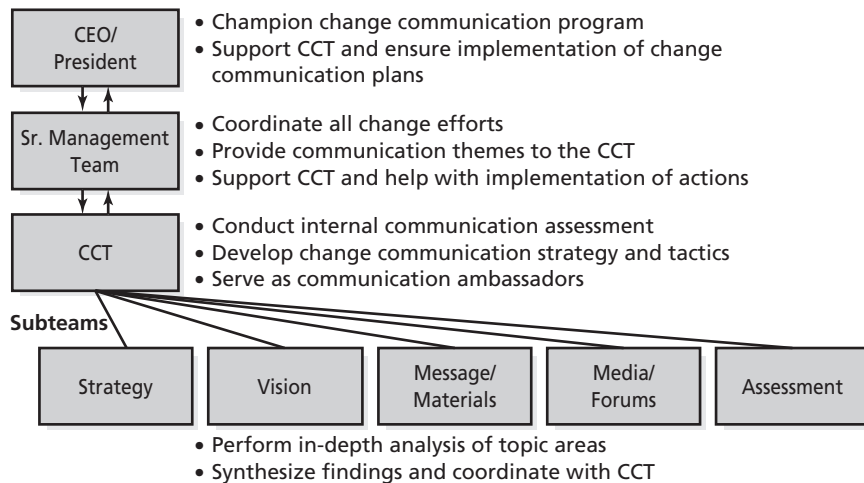 CEO/
President
• Champion change communication program
• Support CCT and ensure implementation of change
communication plans
Sr. Management
Team
• Coordinate all change efforts
• Provide communication themes to the CCT
• Support CCT and help with implementation of actions
CCT
• Conduct internal communication assessment
• Develop change communication strategy and tactics
• Serve as communication ambassadors
Subteams
Strategy
Vision
Message/
Materials
Media/
Forums
Assessment
• Perform in-depth analysis of topic areas
• Synthesize findings and coordinate with CCT